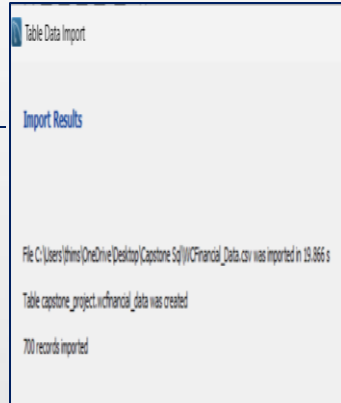 Table Data Import
Import Results
File C:\Users\thims\OneDrive\Desktop\Capstone Sql\WCFinancial_Data.csv was imported in 19.866 s
Table capstone_project.wcfinancial_data was created
700 records imported